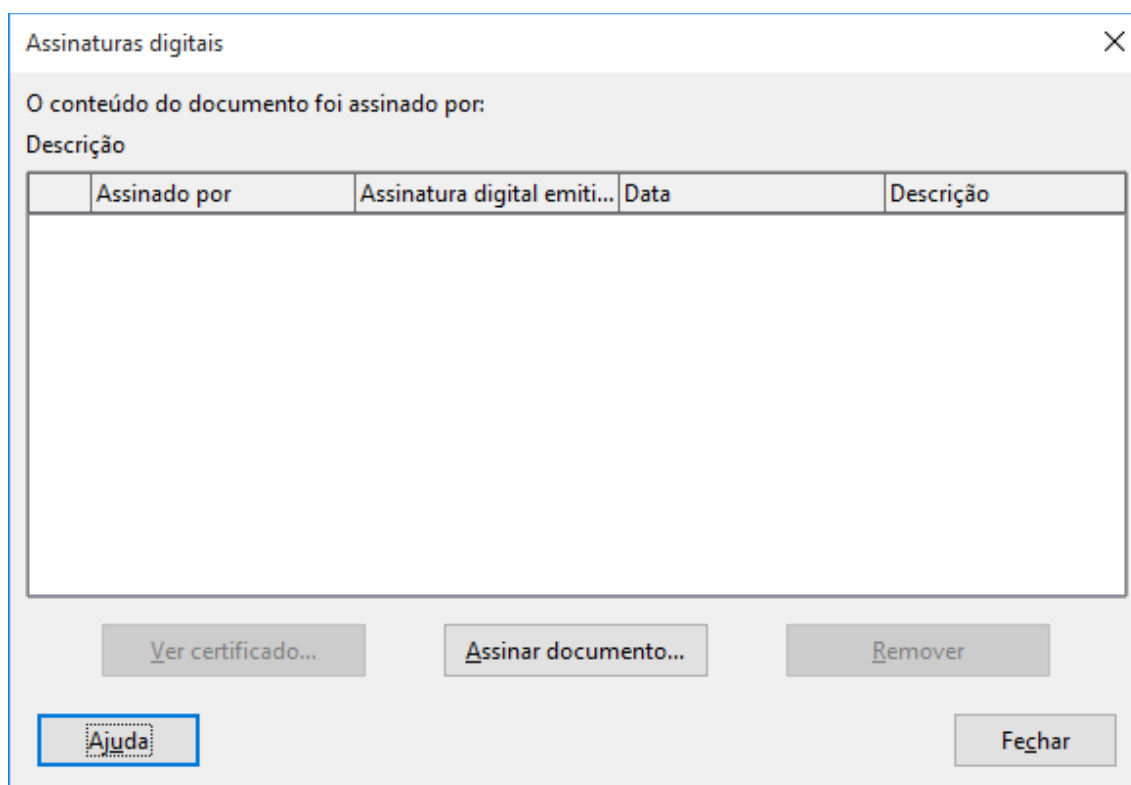 Assinaturas digitais
O conteúdo do documento foi assinado por:
Descrição
Assinado por Assinatura digital emiti... Data Descrição
Ver certificado... Assinar documento... Remover
Ajuda Fechar